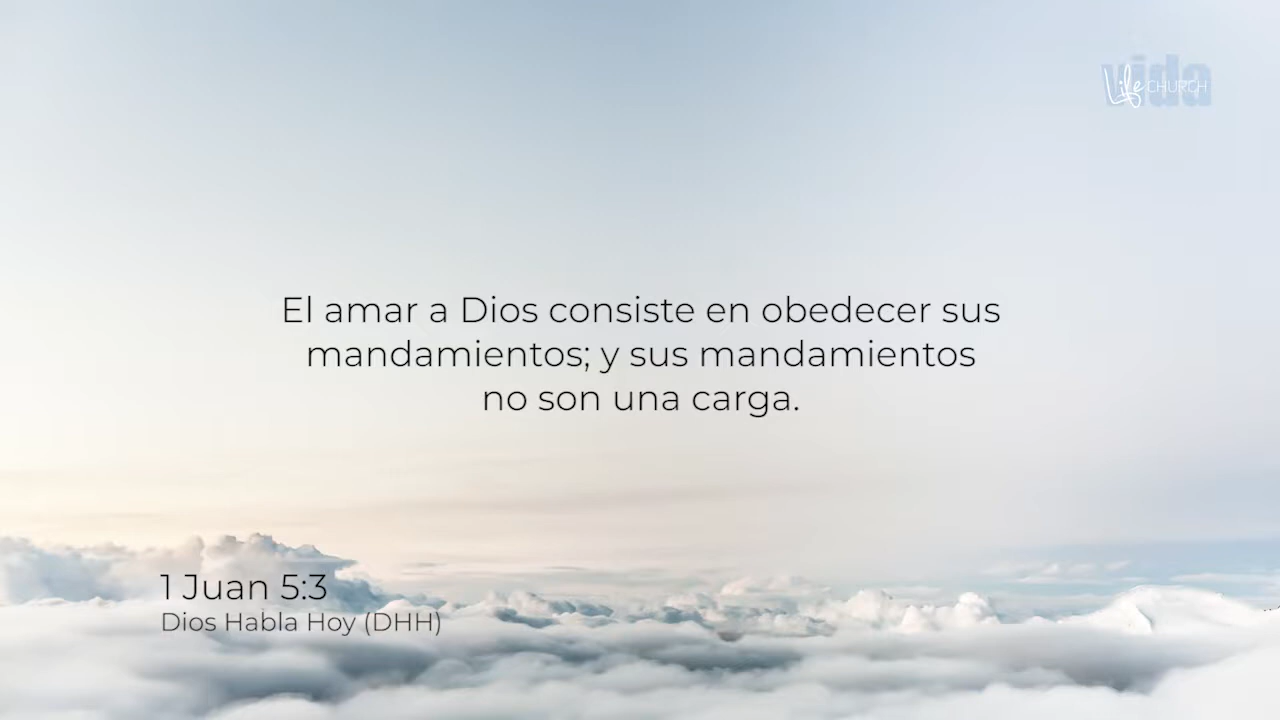 vida
Life CHURCH
El amar a Dios consiste en obedecer sus
mandamientos; y sus mandamientos
no son una carga.
1 Juan 5:3
Dios Habla Hoy (DHH)